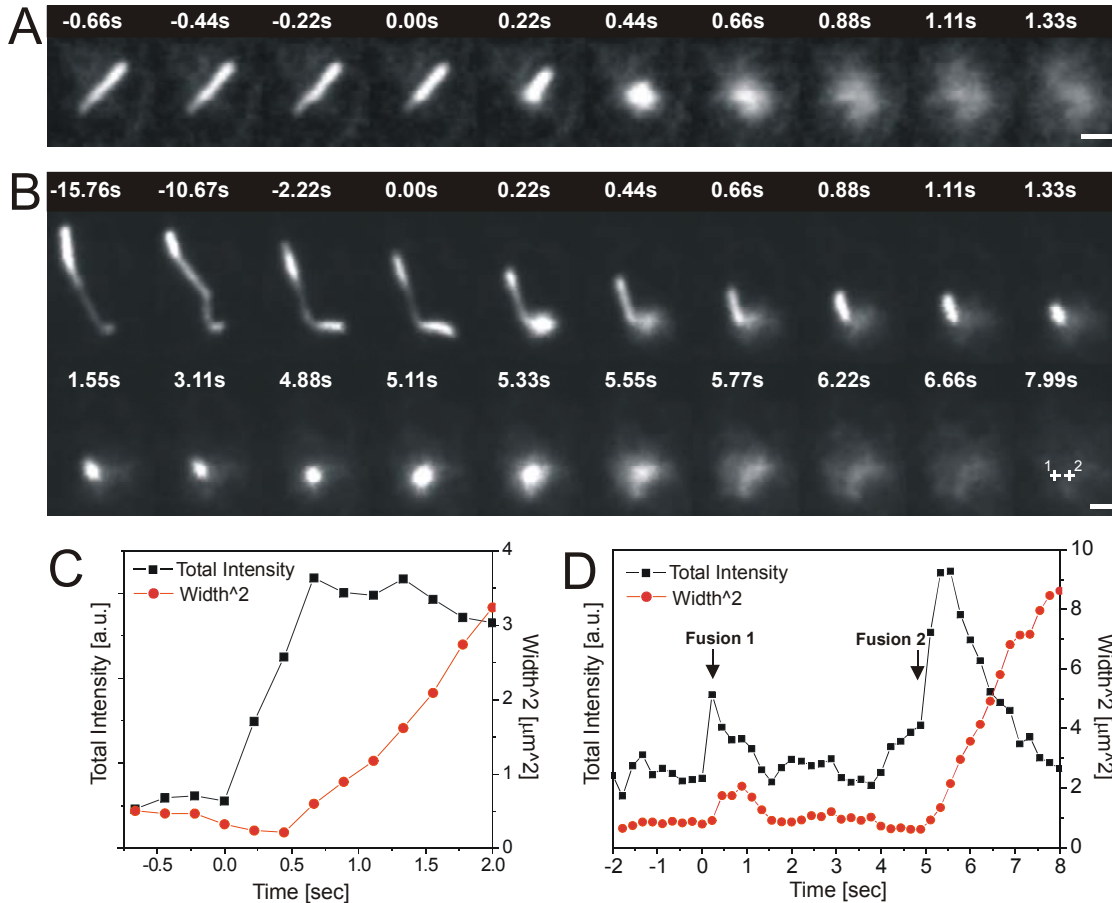 A
-0.66s -0.44s -0.22s 0.00s 0.22s 0.44s 0.66s 0.88s 1.11s 1.33s
B
-15.76s -10.67s -2.22s 0.00s 0.22s 0.44s 0.66s 0.88s 1.11s 1.33s
1.55s 3.11s 4.88s 5.11s 5.33s 5.55s 5.77s 6.22s 6.66s 7.99s
1 2
C
Total Intensity
Width^2
Total Intensity [a.u.]
4
3
2
1
0
Width^2 [µm^2]
-0.5 0.0 0.5 1.0 1.5 2.0
Time [sec]
D
Total Intensity
Width^2
Fusion 1
Fusion 2
Total Intensity [a.u.]
10
8
6
4
2
0
Width^2 [µm^2]
-2 -1 0 1 2 3 4 5 6 7 8
Time [sec]